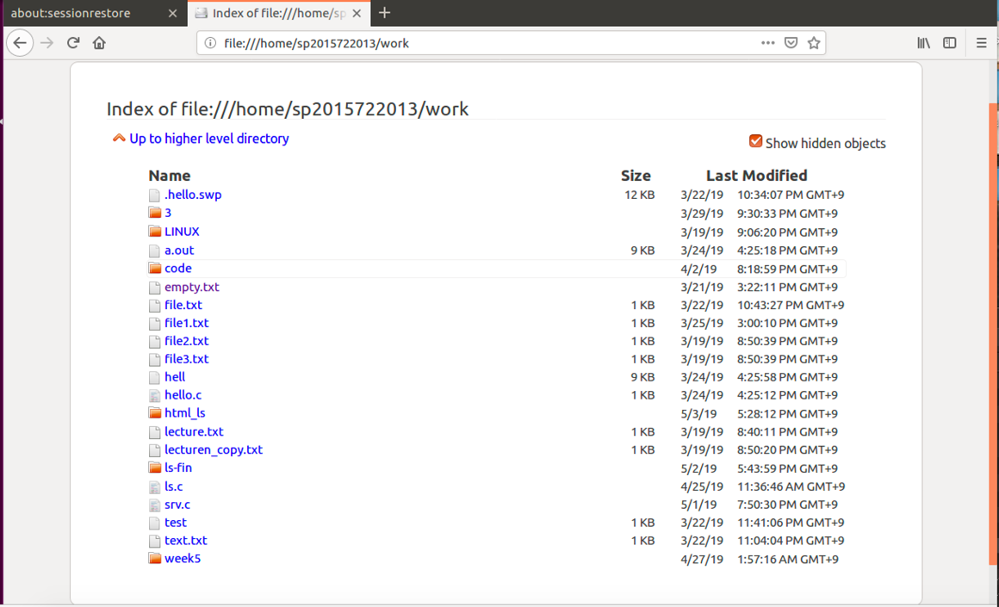 about:sessionrestore Index of file:///home/sp
file:///home/sp2015722013/work
Index of file:///home/sp2015722013/work
Up to higher level directory Show hidden objects
Name Size Last Modified
.hello.swp 12 KB 3/22/19 10:34:07 PM GMT+9
3 3/29/19 9:30:33 PM GMT+9
LINUX 3/19/19 9:06:20 PM GMT+9
a.out 9 KB 3/24/19 4:25:18 PM GMT+9
code 4/2/19 8:18:59 PM GMT+9
empty.txt 3/21/19 3:22:11 PM GMT+9
file.txt 1 KB 3/22/19 10:43:27 PM GMT+9
file1.txt 1 KB 3/25/19 3:00:10 PM GMT+9
file2.txt 1 KB 3/19/19 8:50:39 PM GMT+9
file3.txt 1 KB 3/19/19 8:50:39 PM GMT+9
hell 9 KB 3/24/19 4:25:58 PM GMT+9
hello.c 1 KB 3/24/19 4:25:12 PM GMT+9
html_ls 5/3/19 5:28:12 PM GMT+9
lecture.txt 1 KB 3/19/19 8:40:11 PM GMT+9
lecturen_copy.txt 1 KB 3/19/19 8:50:20 PM GMT+9
ls-fin 5/2/19 5:43:59 PM GMT+9
ls.c 4/25/19 11:36:46 AM GMT+9
srv.c 5/1/19 7:50:30 PM GMT+9
test 1 KB 3/22/19 11:41:06 PM GMT+9
text.txt 1 KB 3/22/19 11:04:04 PM GMT+9
week5 4/27/19 1:57:16 AM GMT+9